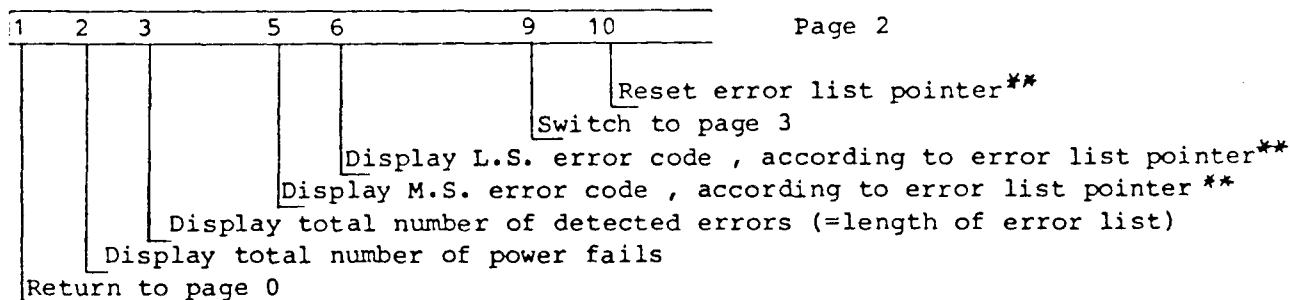 1 2 3 5 6 9 10 Page 2
Reset error list pointer**
Switch to page 3
Display L.S. error code , according to error list pointer**
Display M.S. error code , according to error list pointer **
Display total number of detected errors (=length of error list)
Display total number of power fails
Return to page 0